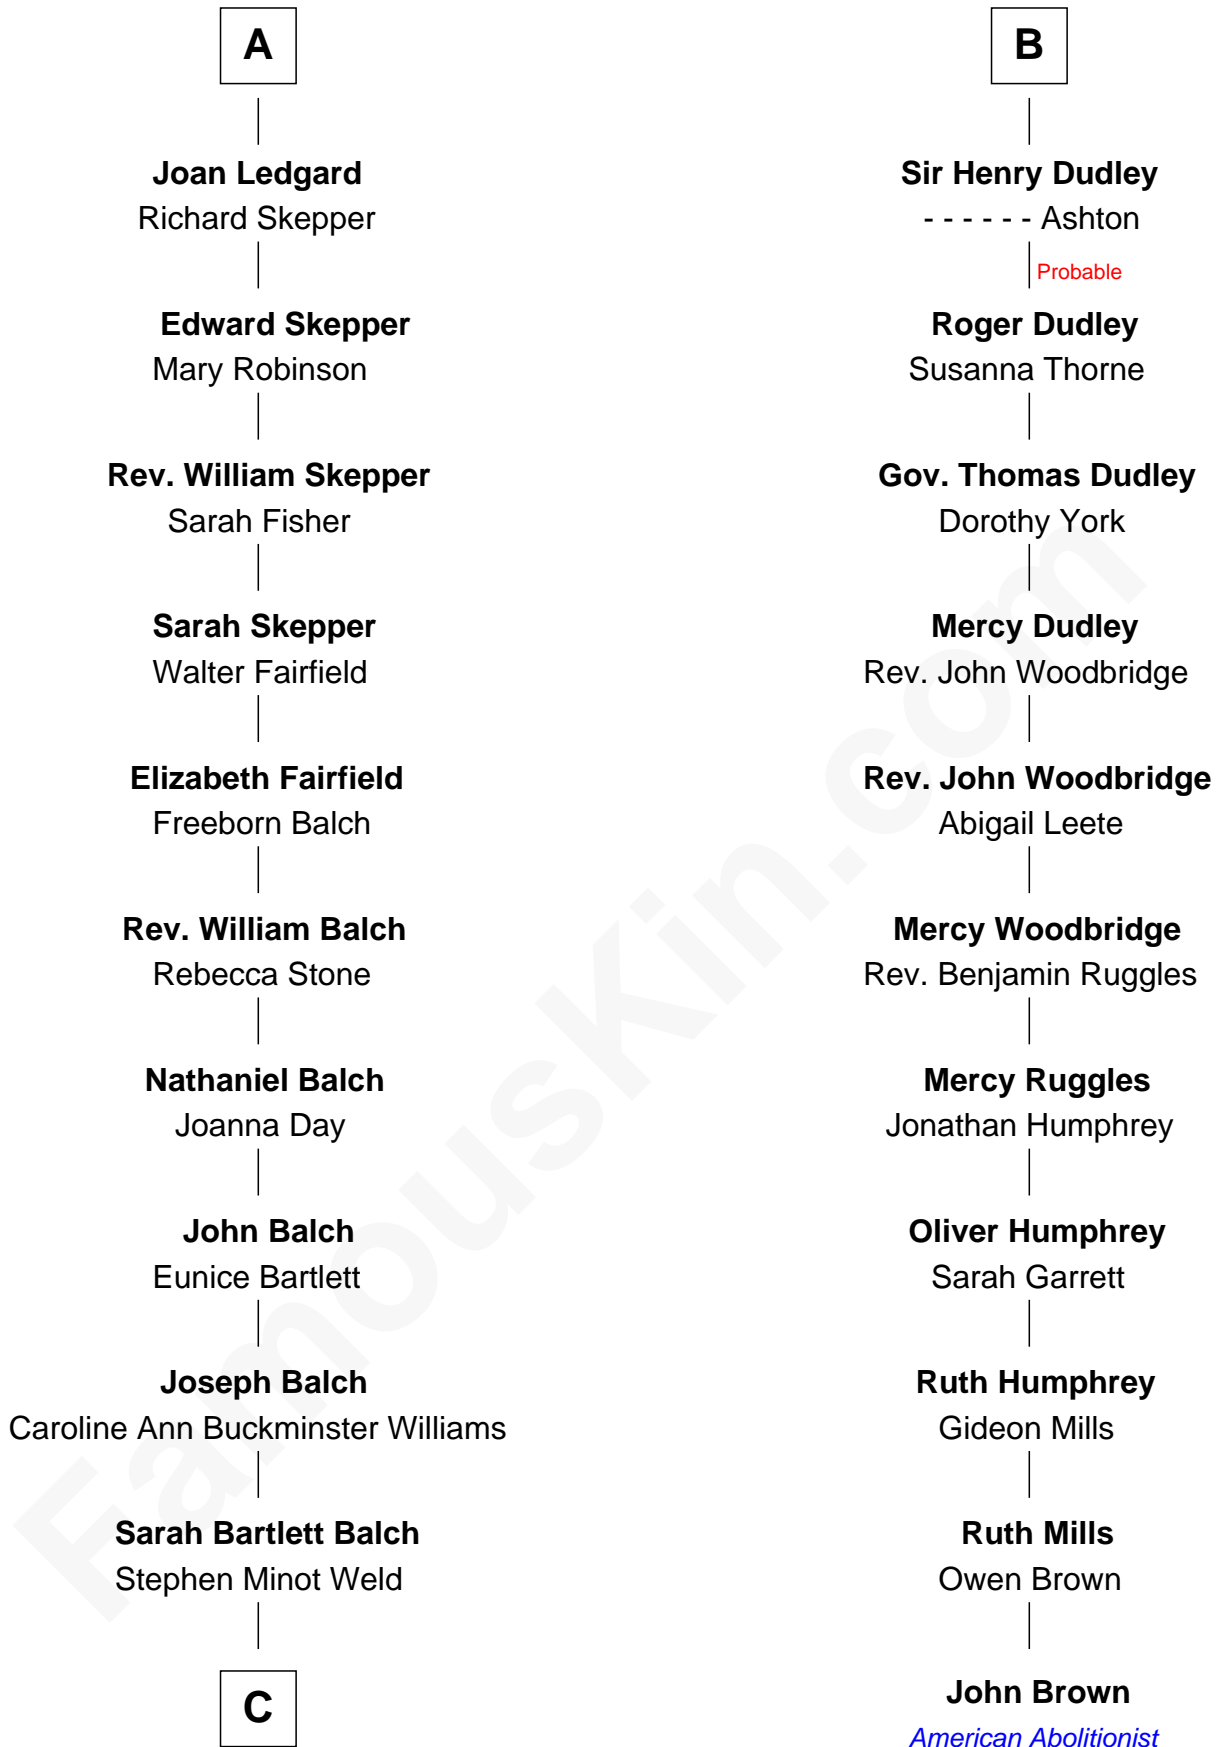 A
Joan Ledgard
Richard Skepper
Edward Skepper
Mary Robinson
Rev. William Skepper
Sarah Fisher
Sarah Skepper
Walter Fairfield
Elizabeth Fairfield
Freeborn Balch
Rev. William Balch
Rebecca Stone
Nathaniel Balch
Joanna Day
John Balch
Eunice Bartlett
Joseph Balch
Caroline Ann Buckminster Williams
Sarah Bartlett Balch
Stephen Minot Weld
C
B
Sir Henry Dudley
- - - - - - Ashton
Probable
Roger Dudley
Susanna Thorne
Gov. Thomas Dudley
Dorothy York
Mercy Dudley
Rev. John Woodbridge
Rev. John Woodbridge
Abigail Leete
Mercy Woodbridge
Rev. Benjamin Ruggles
Mercy Ruggles
Jonathan Humphrey
Oliver Humphrey
Sarah Garrett
Ruth Humphrey
Gideon Mills
Ruth Mills
Owen Brown
John Brown
American Abolitionist
FamousKin.com